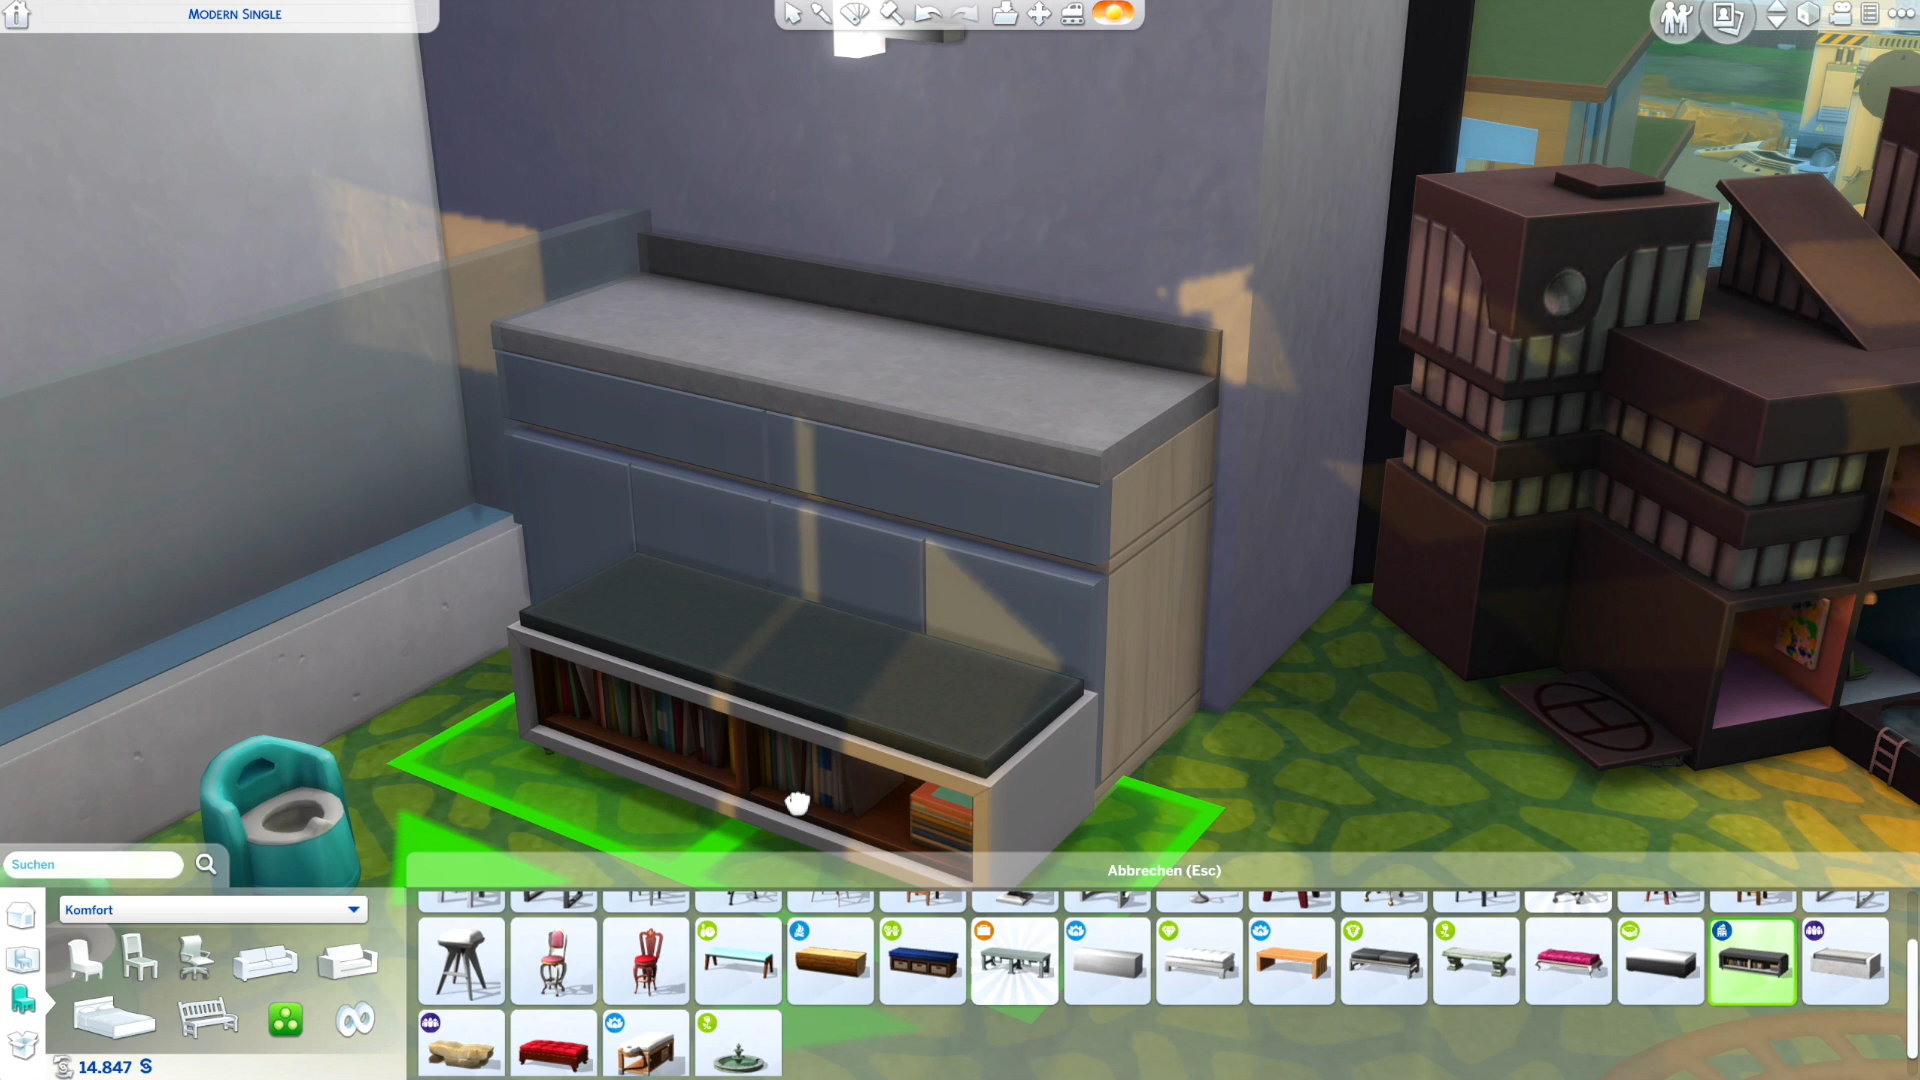 MODERN SINGLE
Suchen
Abbrechen (Esc)
Komfort
14.847 S